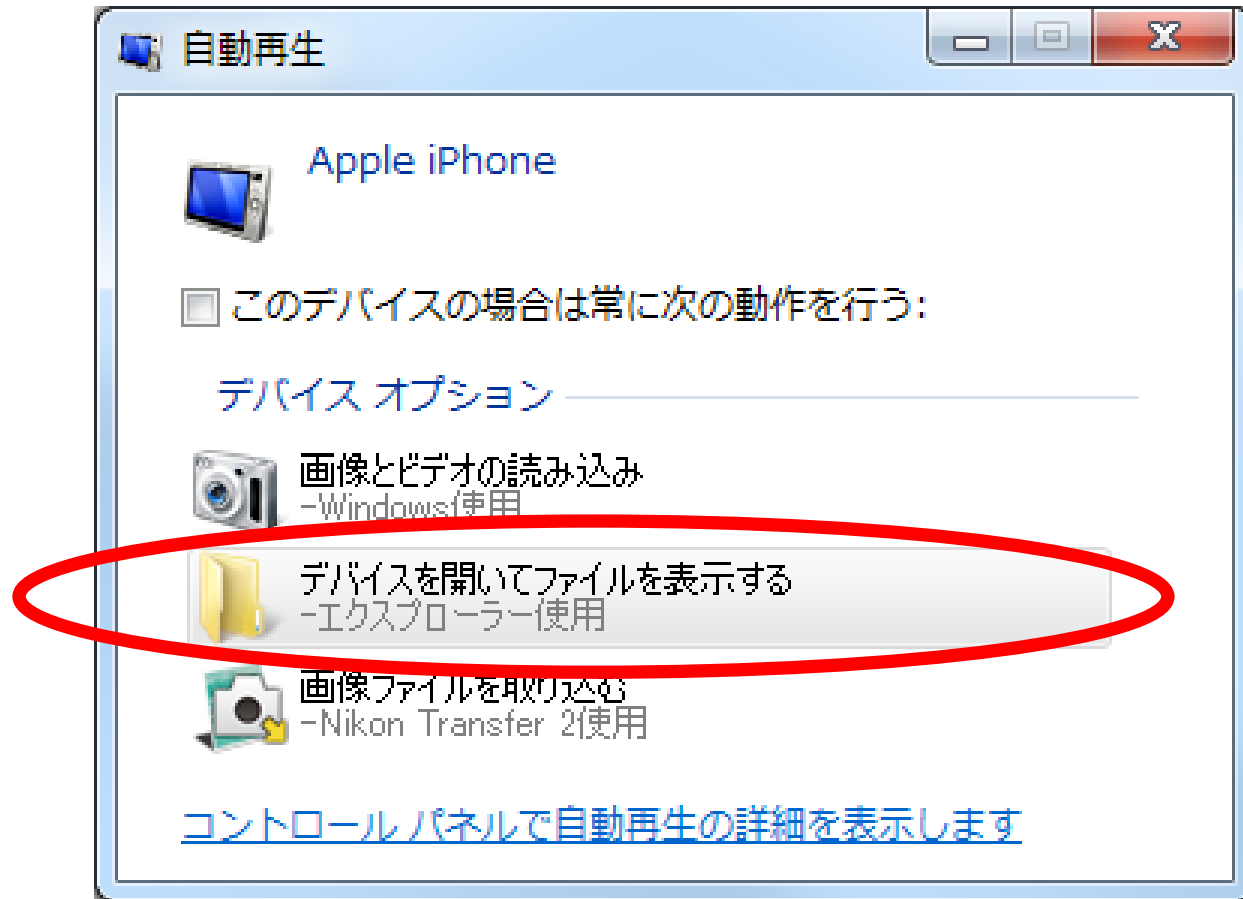 自動再生
Apple iPhone
このデバイスの場合は常に次の動作を行う:
デバイス オプション
画像とビデオの読み込み
-Windows使用
デバイスを開いてファイルを表示する
-エクスプローラー使用
画像ファイルを取り込む
-Nikon Transfer 2使用
コントロール パネルで自動再生の詳細を表示します